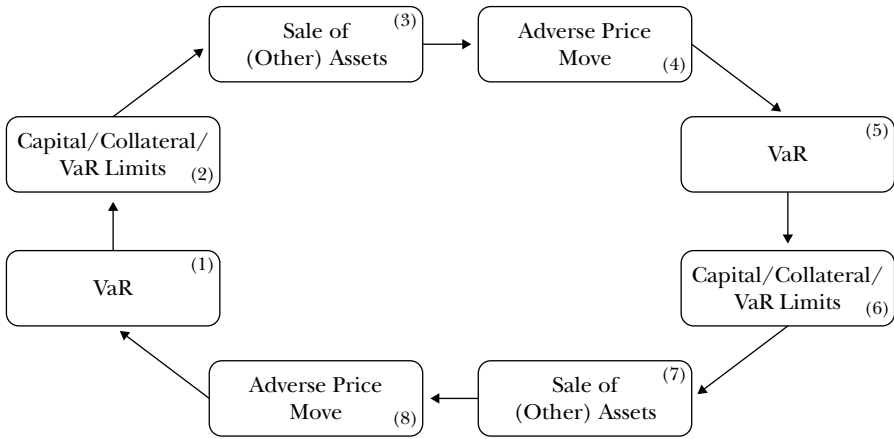 Sale of
(Other) Assets
(3)
Adverse Price
Move
(4)
VaR
(5)
Capital/Collateral/
VaR Limits
(6)
Sale of
(Other) Assets
(7)
Adverse Price
Move
(8)
VaR
(1)
Capital/Collateral/
VaR Limits
(2)